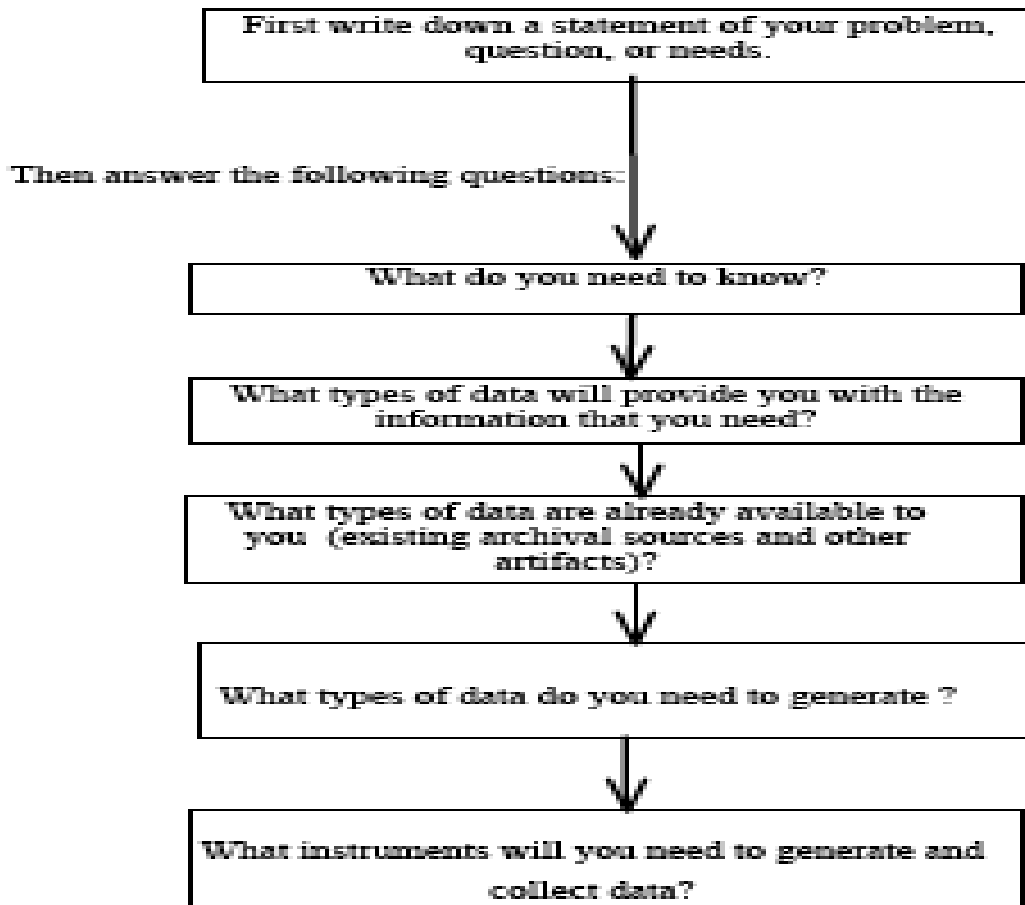 First write down a statement of your problem,
question, or needs.
Then answer the following questions:
What do you need to know?
What types of data will provide you with the
information that you need?
What types of data are already available to
you (existing archival sources and other
artifacts)?
What types of data do you need to generate ?
What instruments will you need to generate and
collect data?